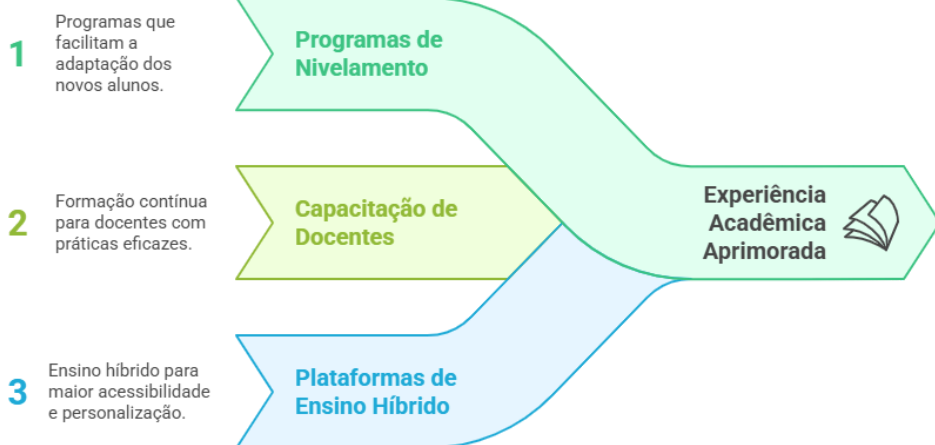 1
Programas que
facilitam a
adaptação dos
novos alunos.
Programas de
Nivelamento
2
Formação contínua
para docentes com
práticas eficazes.
Capacitação de
Docentes
3
Ensino híbrido para
maior acessibilidade
e personalização.
Plataformas de
Ensino Híbrido
Experiência
Acadêmica
Aprimorada